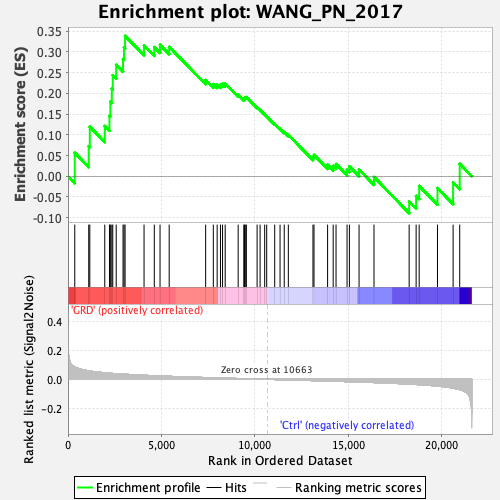 Enrichment plot: WANG_PN_2017
Enrichment score (ES)
0.35
0.30
0.25
0.20
0.15
0.10
0.05
0.00
-0.05
-0.10
'GRD' (positively correlated)
Ranked list metric (Signal2Noise)
0.4
0.2
0.0
-0.2
Zero cross at 10663
'Ctrl' (negatively correlated)
0
5,000
10,000
15,000
20,000
Rank in Ordered Dataset
Enrichment profile
Hits
Ranking metric scores